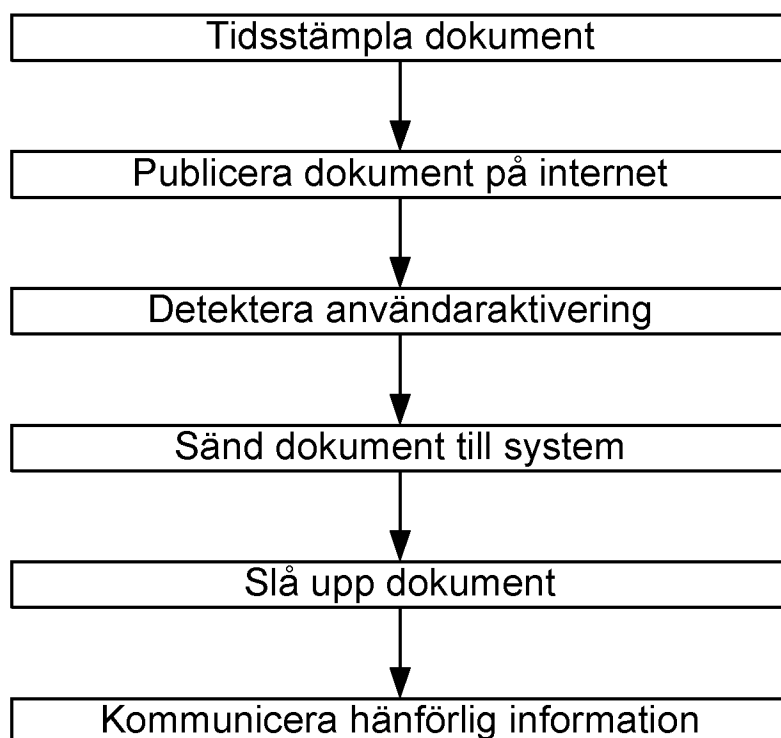 Tidsstämpla dokument
Publicera dokument på internet
Detektera användaraktivering
Sänd dokument till system
Slå upp dokument
Kommunicera hänförlig information